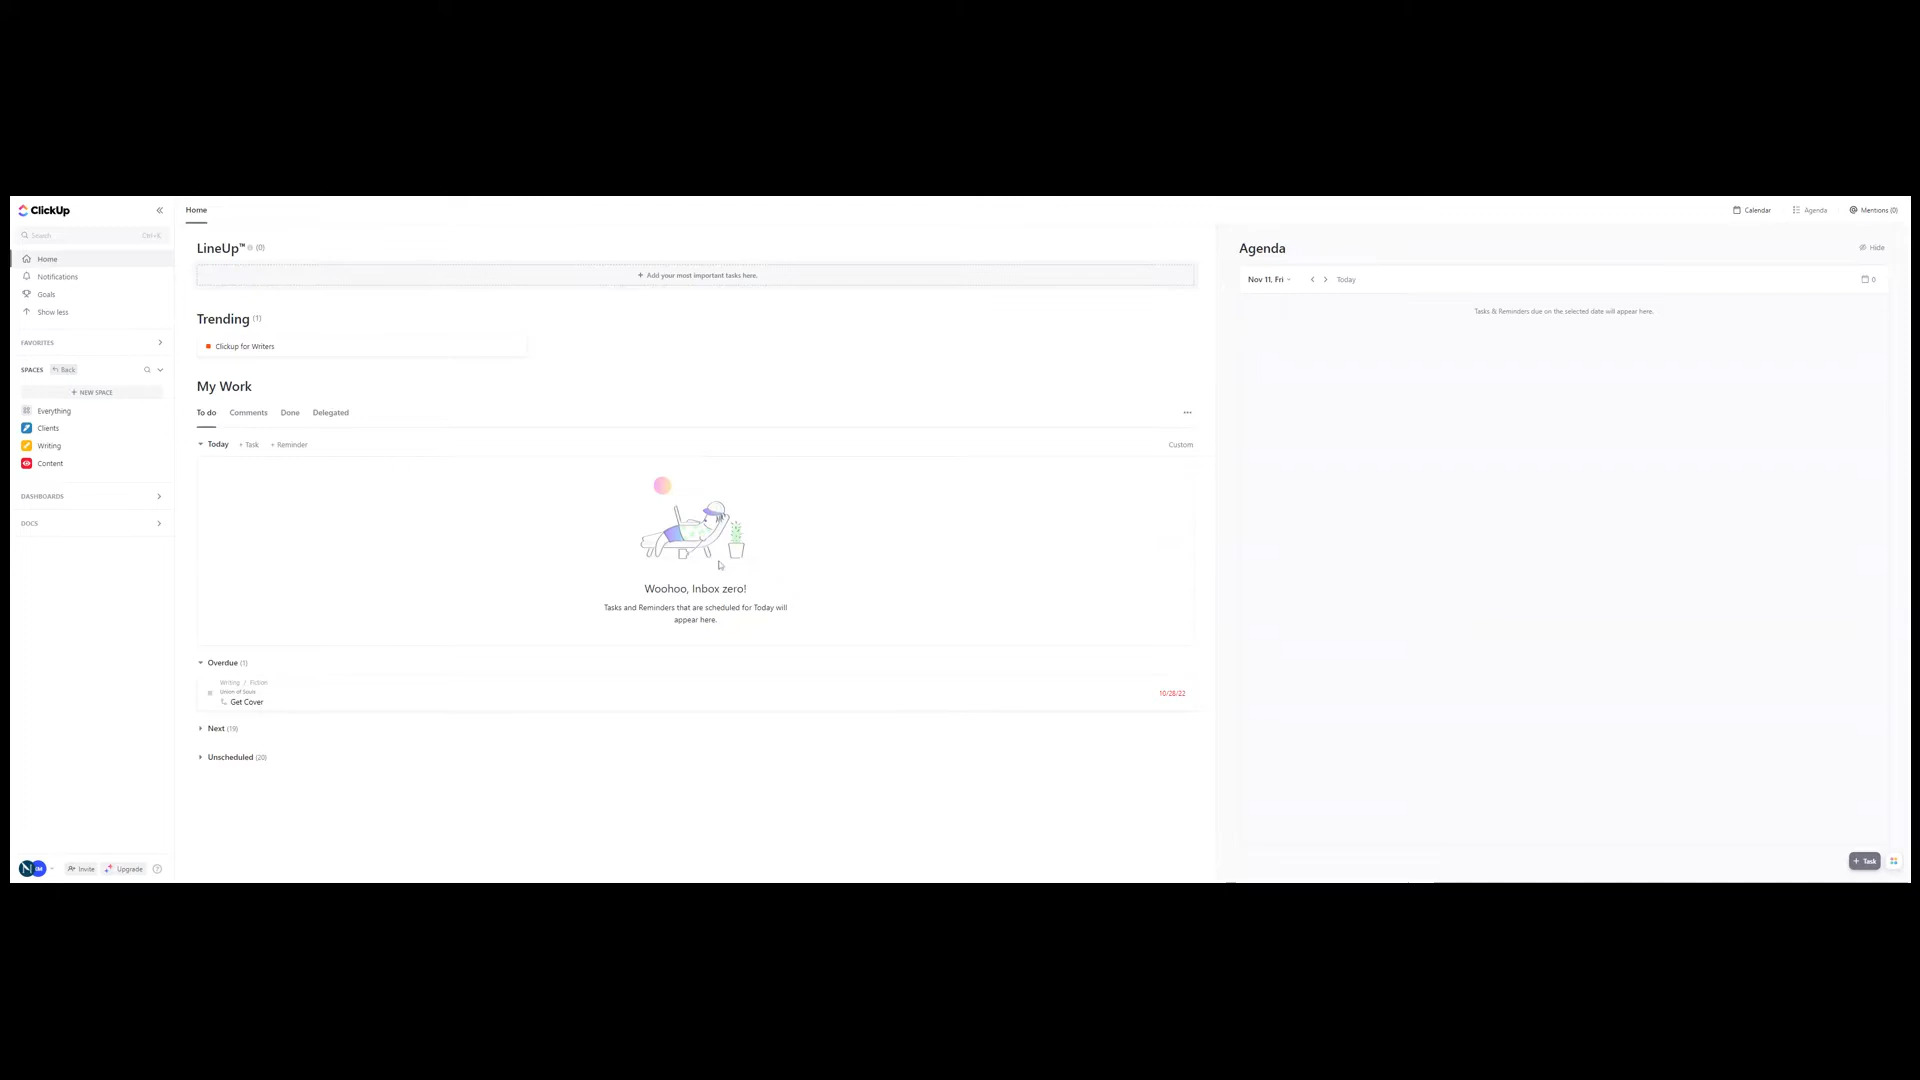 ClickUp
Search Ctrl+K
Home
Notifications
Goals
Show less
FAVORITES
SPACES Back
+ NEW SPACE
Everything
Clients
Writing
Content
DASHBOARDS
DOCS
Invite Upgrade
Home
Calendar Agenda Mentions (0)
LineUp™ (0)
+ Add your most important tasks here.
Trending (1)
Clickup for Writers
My Work
To do Comments Done Delegated
Today + Task + Reminder Custom
Woohoo, Inbox zero!
Tasks and Reminders that are scheduled for Today will
appear here.
Overdue (1)
Writing / Fiction
Union of Souls
Get Cover 10/28/22
Next (19)
Unscheduled (20)
Agenda Hide
Nov 11, Fri Today 0
Tasks & Reminders due on the selected date will appear here.
+ Task